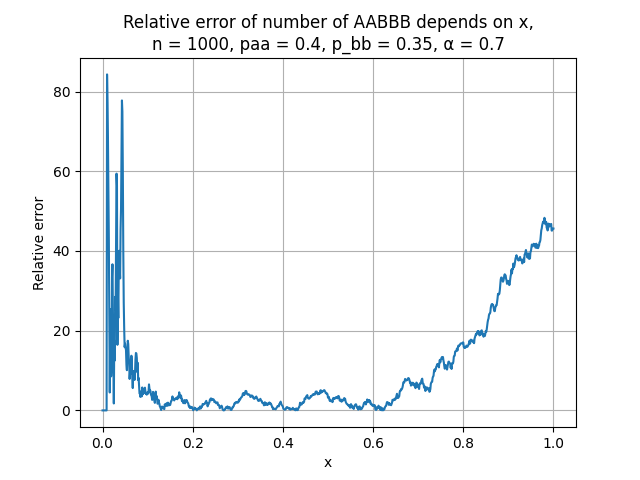 Relative error of number of AABBB depends on x,
n = 1000, paa = 0.4, p_bb = 0.35, α = 0.7
80
60
40
20
0
Relative error
0.0 0.2 0.4 0.6 0.8 1.0
x